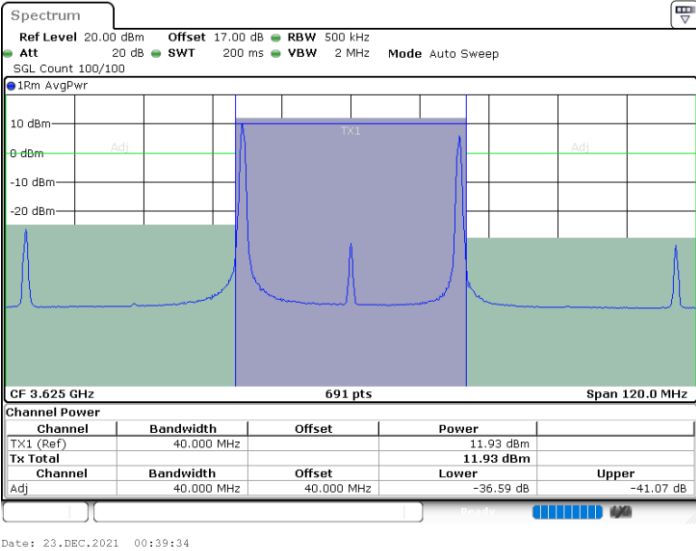 Spectrum
Ref Level 20.00 dBm Offset 17.00 dB RBW 500 kHz
Att 20 dB SWT 200 ms VBW 2 MHz Mode Auto Sweep
SGL Count 100/100
1Rm AvgPwr
10 dBm
TX1
0 dBm Adj Adj
-10 dBm
-20 dBm
CF 3.625 GHz 691 pts Span 120.0 MHz
Channel Power
Channel Bandwidth Offset Power
TX1 (Ref) 40.000 MHz 11.93 dBm
Tx Total 11.93 dBm
Channel Bandwidth Offset Lower Upper
Adj 40.000 MHz 40.000 MHz -36.59 dB -41.07 dB
Ready
Date: 23.DEC.2021 00:39:34